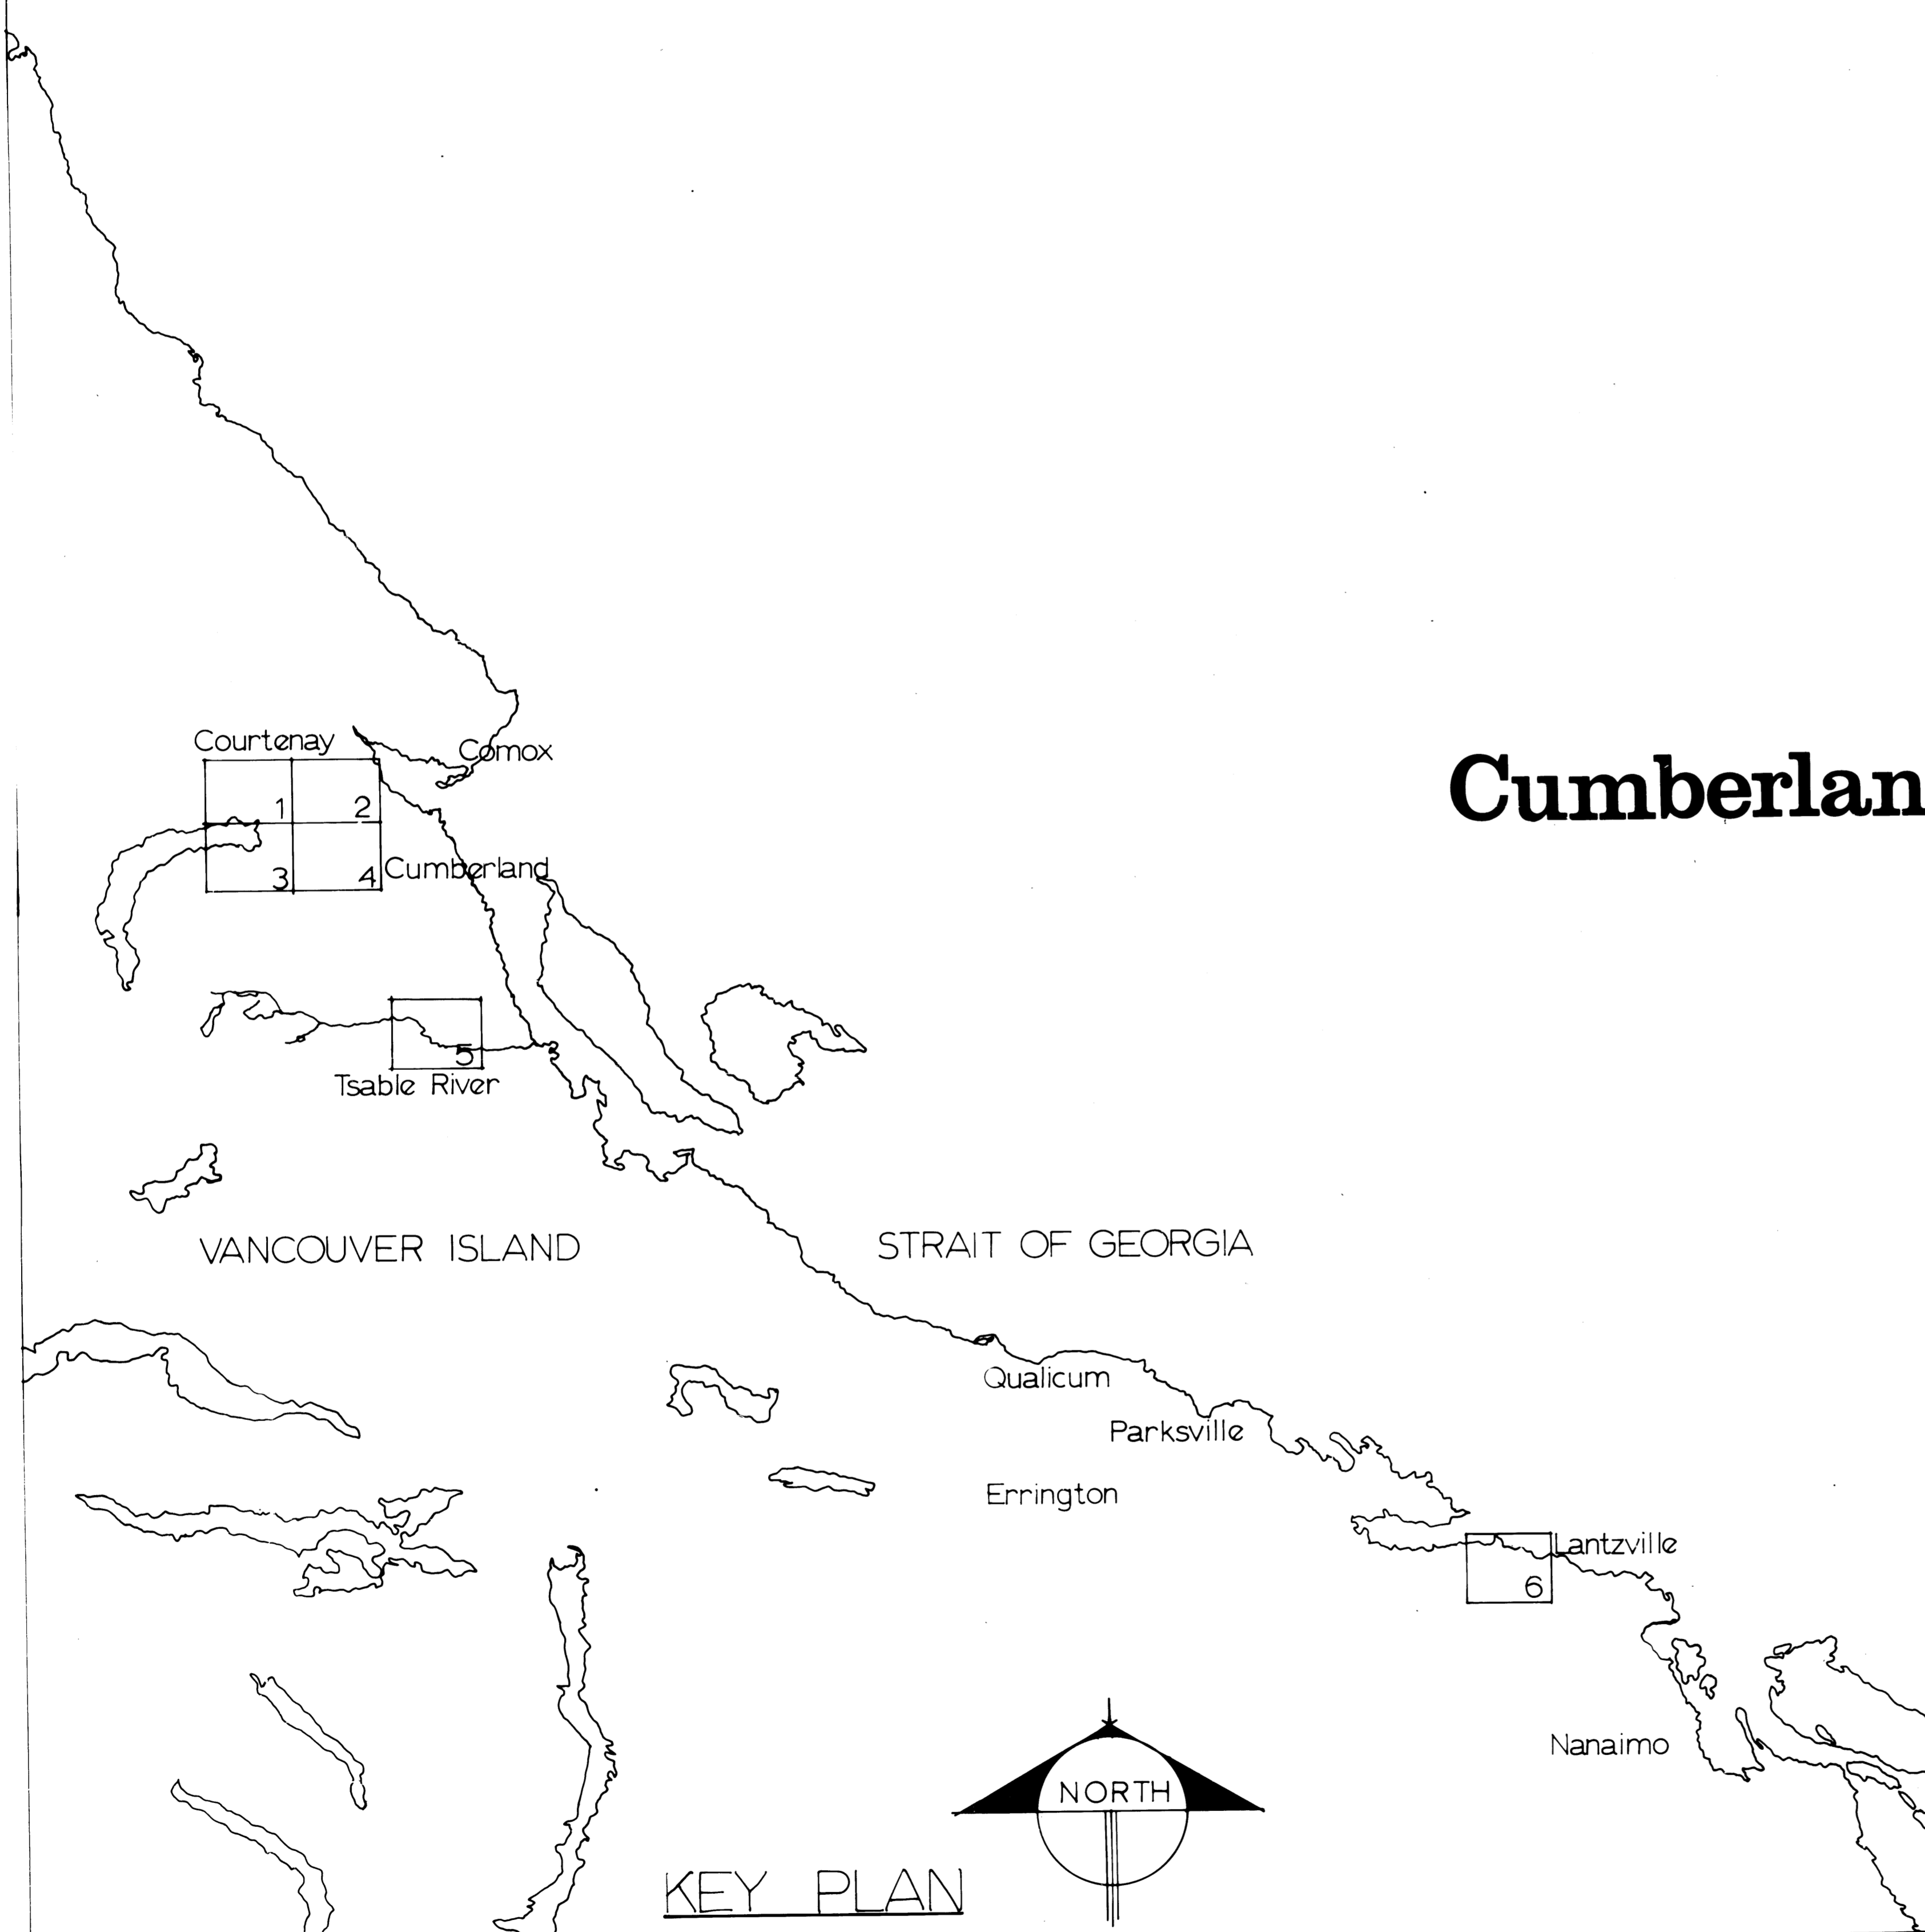 Courtenay
Comox
Cumberlan
1
2
3
4
Cumberland
5
Tsable River
VANCOUVER ISLAND
STRAIT OF GEORGIA
Qualicum
Parksville
Errington
Lantzville
6
Nanaimo
NORTH
KEY PLAN